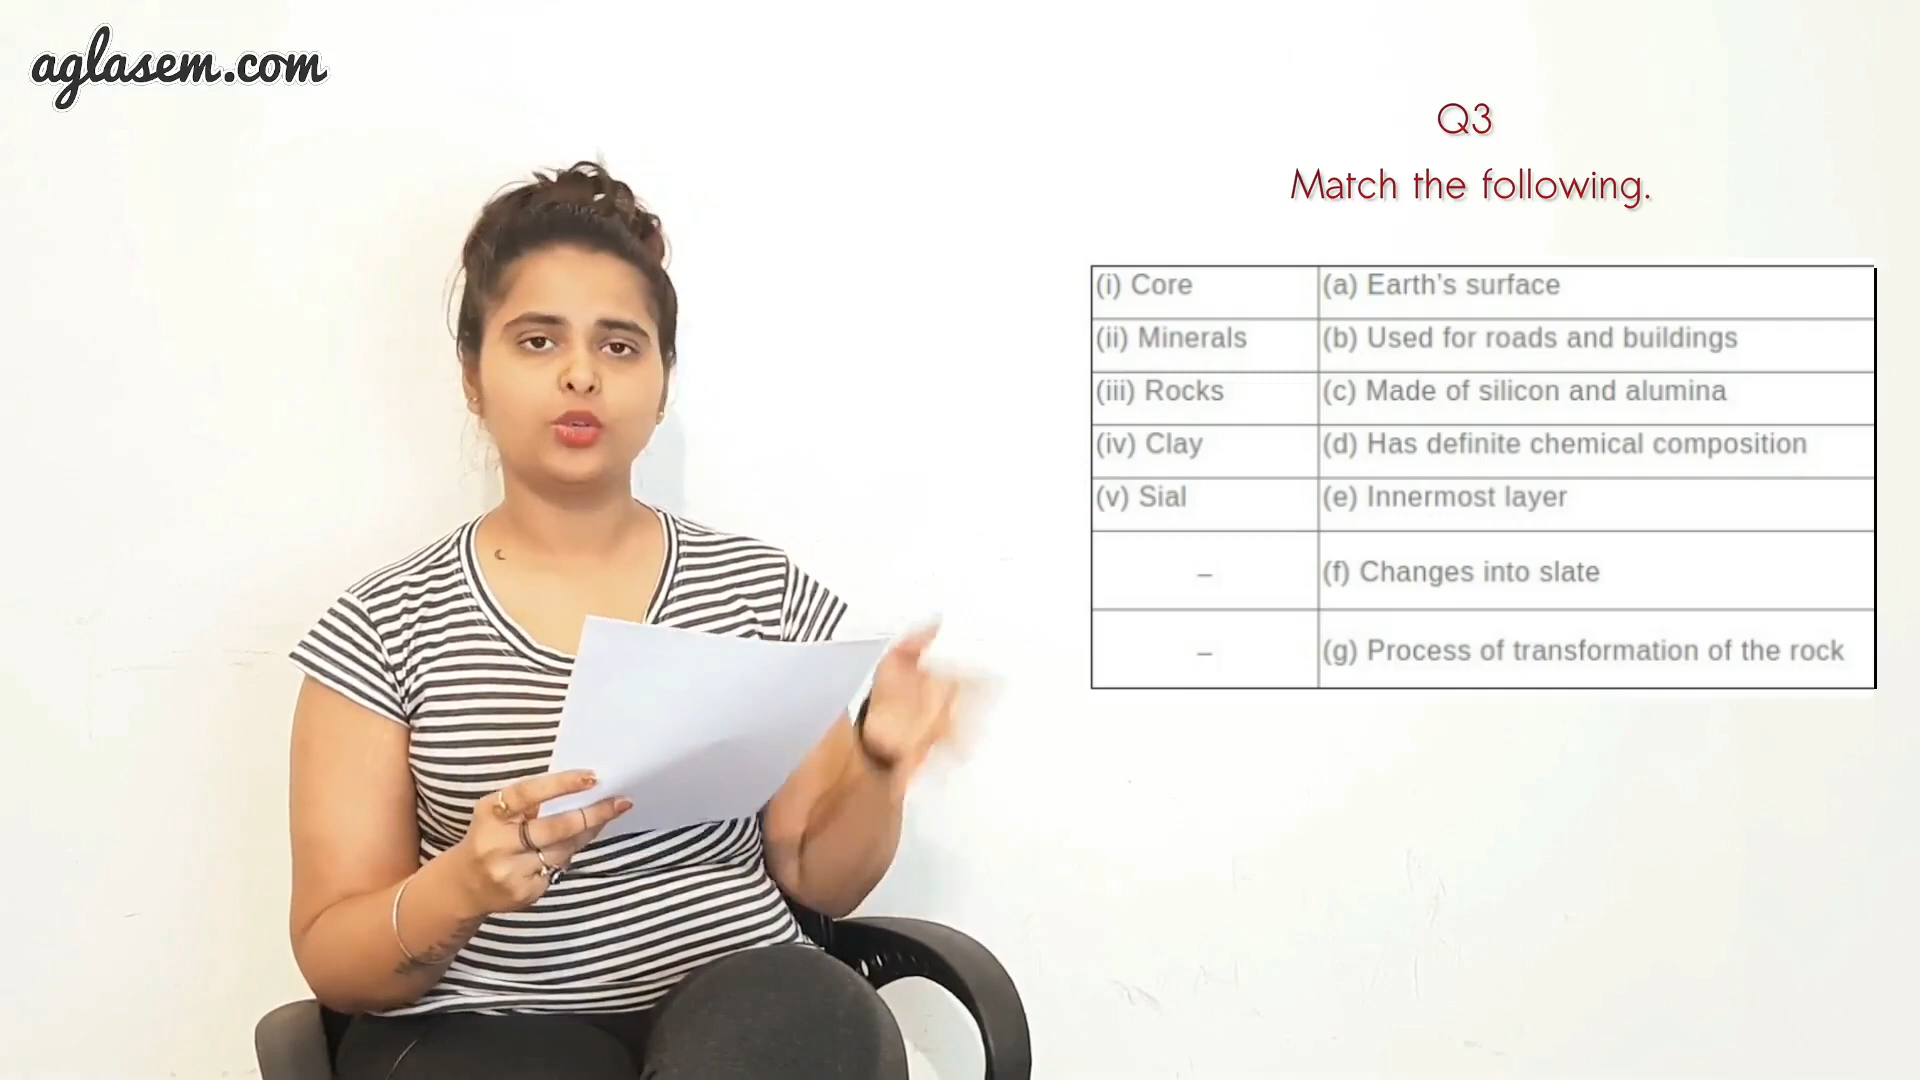 aglasem.com
Q3
Match the following.
(i) Core (a) Earth's surface
(ii) Minerals (b) Used for roads and buildings
(iii) Rocks (c) Made of silicon and alumina
(iv) Clay (d) Has definite chemical composition
(v) Sial (e) Innermost layer
– (f) Changes into slate
– (g) Process of transformation of the rock